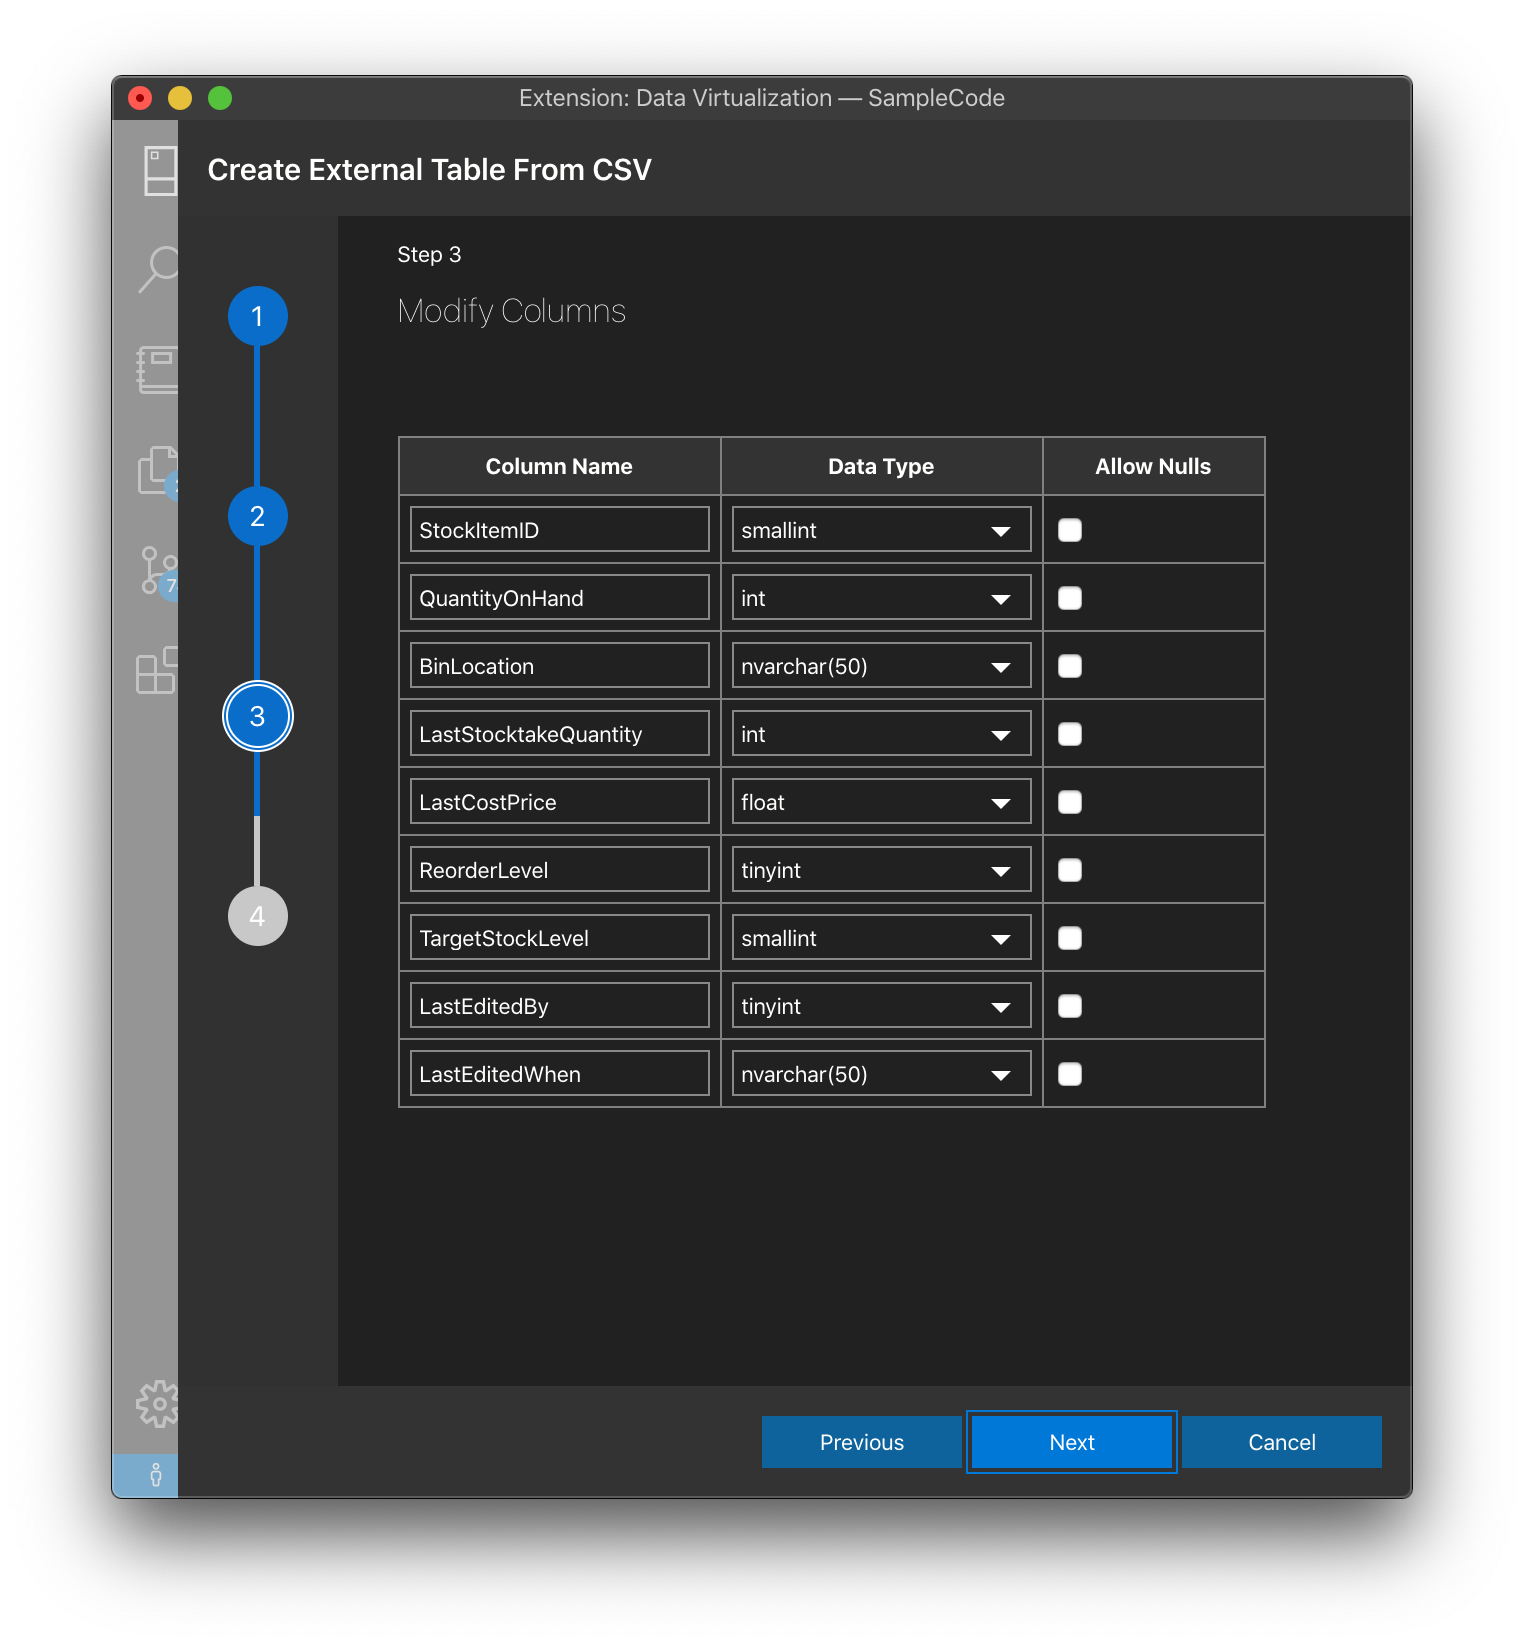 Extension: Data Virtualization — SampleCode
Create External Table From CSV
Step 3
Modify Columns
1
2
3
4
7
Column Name Data Type Allow Nulls
StockItemID smallint
QuantityOnHand int
BinLocation nvarchar(50)
LastStocktakeQuantity int
LastCostPrice float
ReorderLevel tinyint
TargetStockLevel smallint
LastEditedBy tinyint
LastEditedWhen nvarchar(50)
Previous Next Cancel